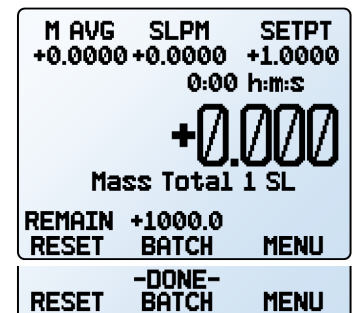 M AVG SLPM SETPT
+0.0000 +0.0000 +1.0000
0:00 h:m:s
+0.000
Mass Total 1 SL
REMAIN +1000.0
RESET BATCH MENU
-DONE-
RESET BATCH MENU